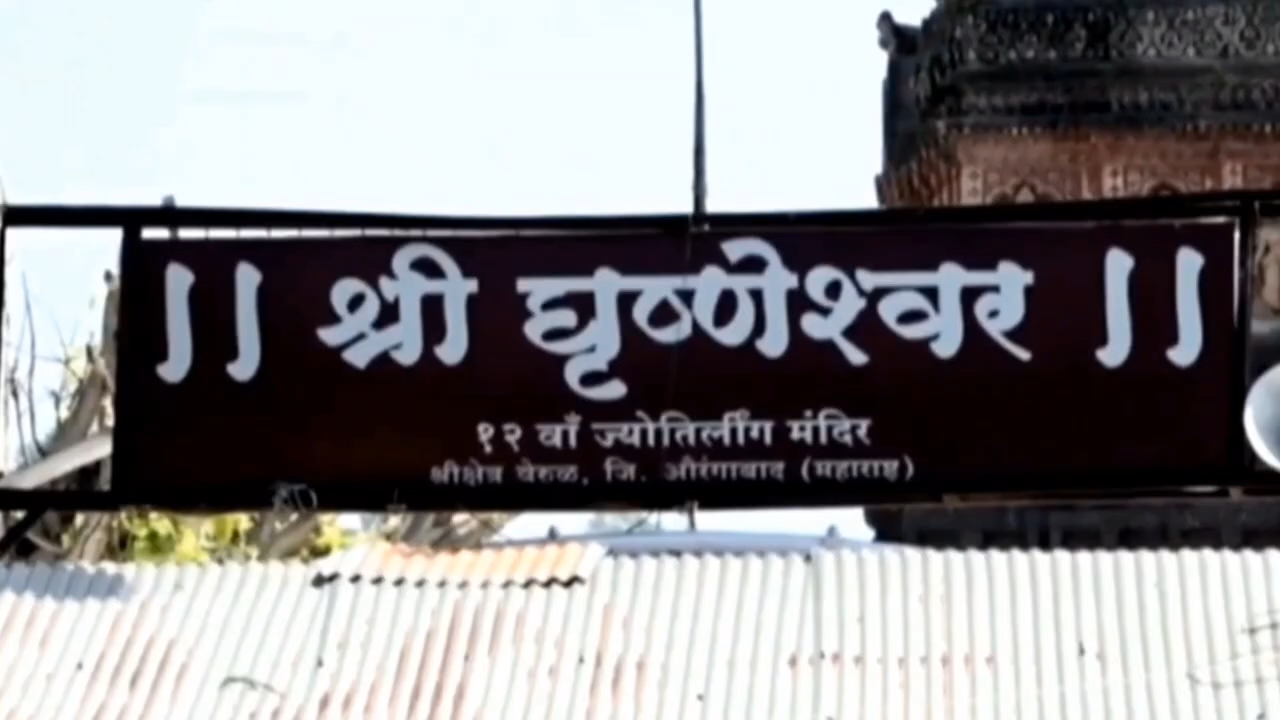 ।। श्री घृष्णेश्वर ।।
१२ वाँ ज्योतिर्लींग मंदिर
श्रीक्षेत्र वेरुळ, जि. औरंगाबाद (महाराष्ट्र)